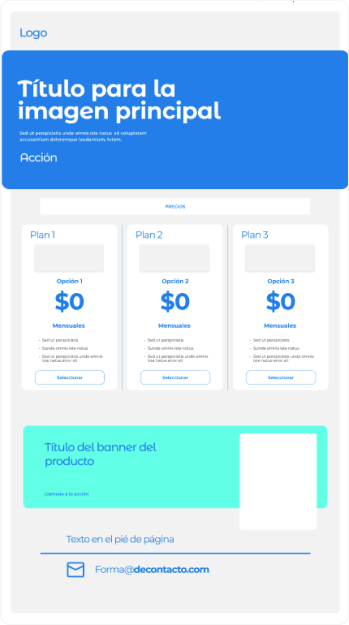 Logo
Título para la
imagen principal
Sed ut perspiciatis unde omnis iste natus sit voluptatem
accusantium doloremque laudantium, totam.
Acción
PRECIOS
Plan 1
Opción 1
$0
Mensuales
- Sed ut perspiciatis
- Sunde omnis iste natus
- Sed ut perspiciatis unde omnis
iste natus error sit
Seleccionar
Plan 2
Opción 2
$0
Mensuales
- Sed ut perspiciatis
- Sunde omnis iste natus
- Sed ut perspiciatis unde omnis
iste natus error sit
Seleccionar
Plan 3
Opción 3
$0
Mensuales
- Sed ut perspiciatis
- Sunde omnis iste natus
- Sed ut perspiciatis unde omnis
iste natus error sit
Seleccionar
Título del banner del
producto
Llamada a la acción
Texto en el pié de página
Forma@decontacto.com